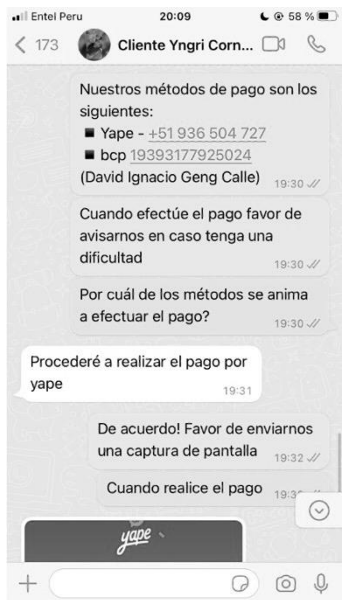 Entel Peru
20:09
58 %
173
Cliente Yngri Corn...
Nuestros métodos de pago son los
siguientes:
Yape - +51 936 504 727
bcp 19393177925024
(David Ignacio Geng Calle)
19:30
Cuando efectúe el pago favor de
avisarnos en caso tenga una
dificultad
19:30
Por cuál de los métodos se anima
a efectuar el pago?
19:30
Procederé a realizar el pago por
yape
19:31
De acuerdo! Favor de enviarnos
una captura de pantalla
19:32
Cuando realice el pago
yape